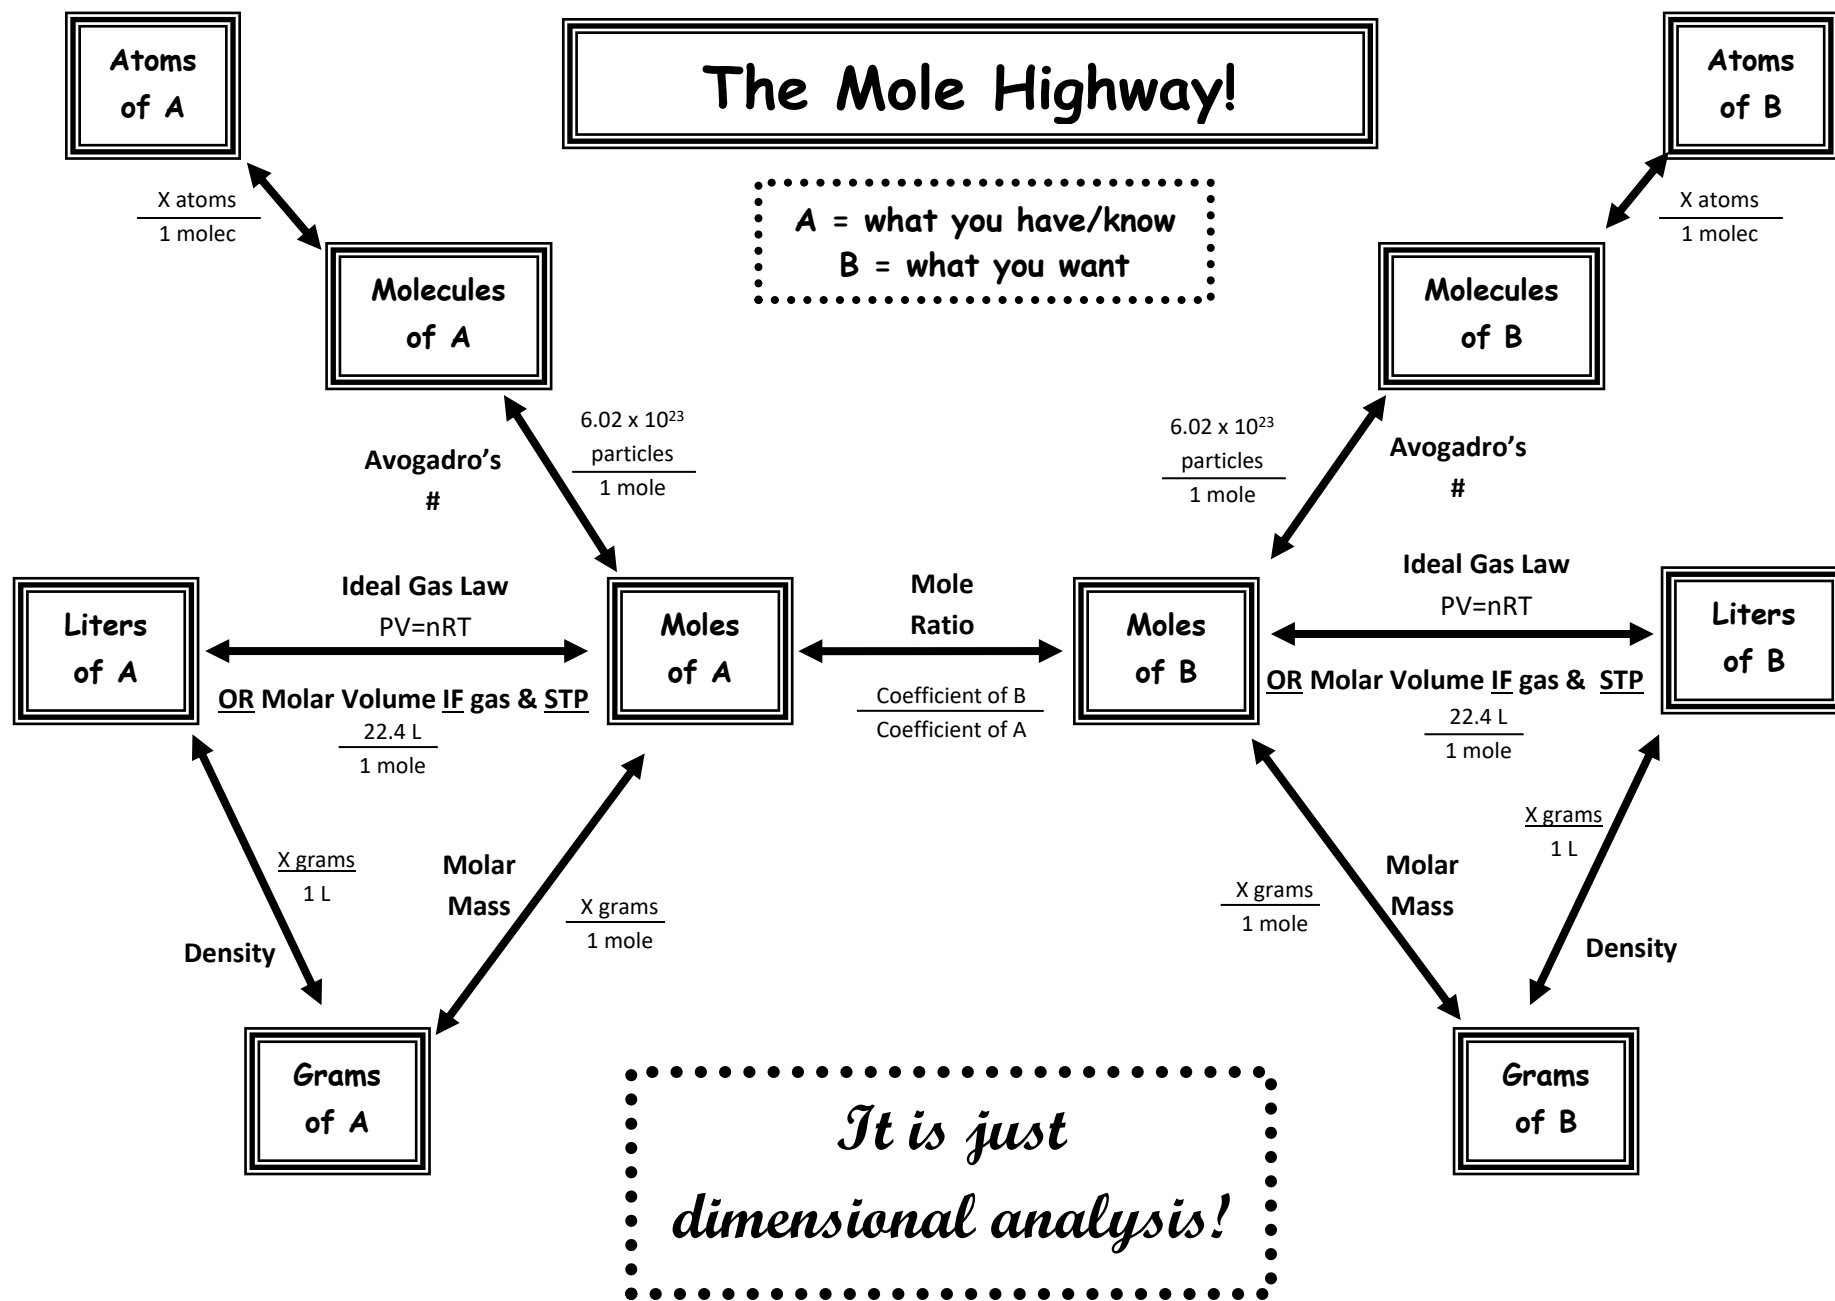 The Mole Highway!
A = what you have/know
B = what you want
Atoms
of A
X atoms
1 molec
Molecules
of A
Avogadro's
#
6.02 x 10²³
particles
1 mole
Liters
of A
Ideal Gas Law
PV=nRT
OR Molar Volume IF gas & STP
22.4 L
1 mole
Moles
of A
X grams
1 L
Density
Molar
Mass
X grams
1 mole
Grams
of A
Mole
Ratio
Coefficient of B
Coefficient of A
Atoms
of B
X atoms
1 molec
Molecules
of B
6.02 x 10²³
particles
1 mole
Avogadro's
#
Moles
of B
Ideal Gas Law
PV=nRT
OR Molar Volume IF gas & STP
22.4 L
1 mole
Liters
of B
X grams
1 mole
Molar
Mass
X grams
1 L
Density
Grams
of B
It is just
dimensional analysis!